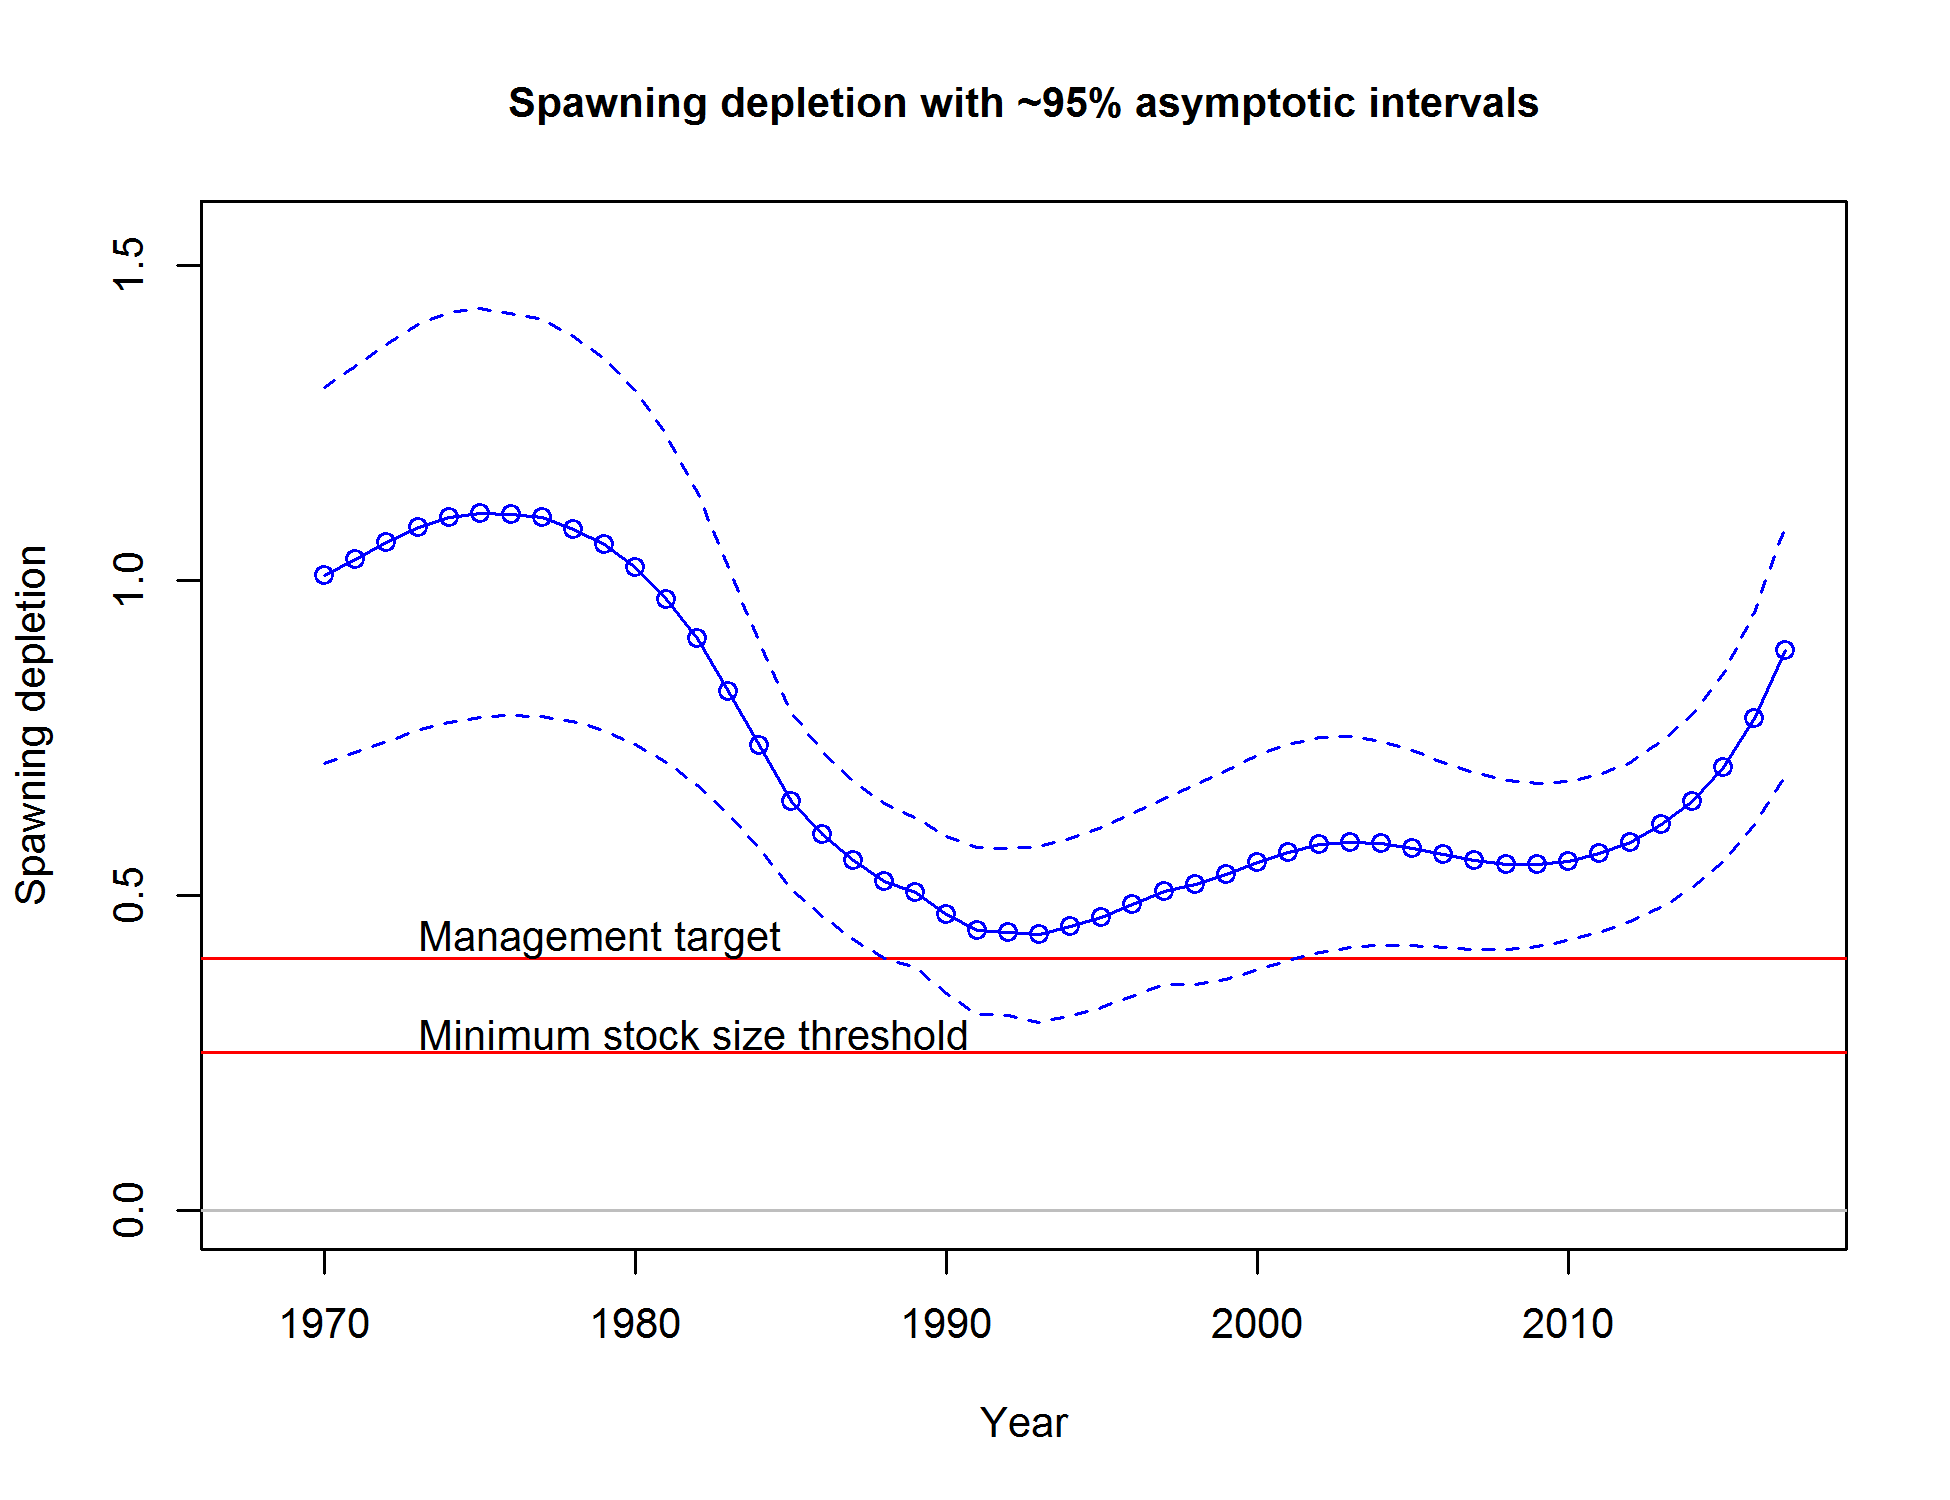 Spawning depletion with ~95% asymptotic intervals
Spawning depletion
1.5
1.0
0.5
0.0
Management target
Minimum stock size threshold
1970 1980 1990 2000 2010
Year